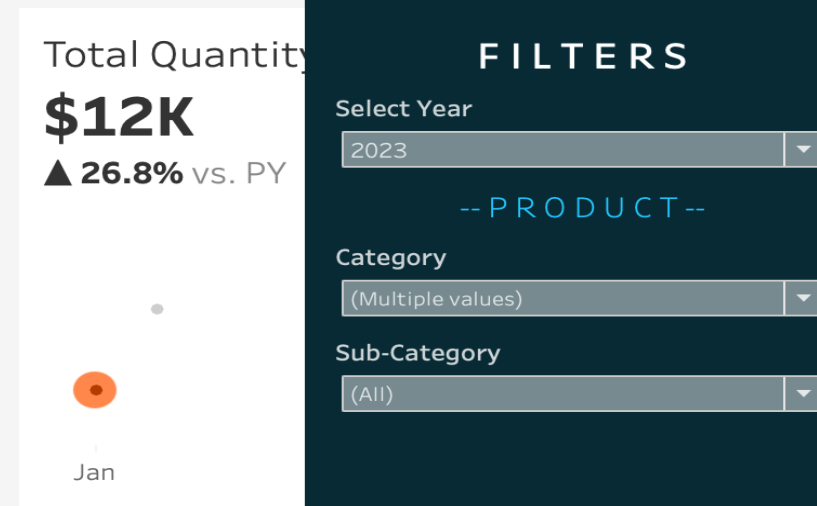 Total Quantity
$12K
▲ 26.8% vs. PY
Jan
FILTERS
Select Year
2023
--PRODUCT--
Category
(Multiple values)
Sub-Category
(All)